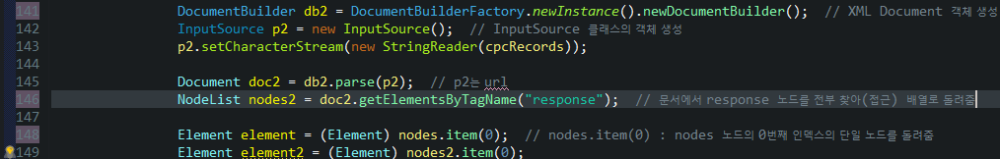 141 DocumentBuilder db2 = DocumentBuilderFactory.newInstance().newDocumentBuilder();  // XML Document 객체 생성
142 InputSource p2 = new InputSource();  // InputSource 클래스의 객체 생성
143 p2.setCharacterStream(new StringReader(cpcRecords));
144
145 Document doc2 = db2.parse(p2);  // p2는 url
146 NodeList nodes2 = doc2.getElementsByTagName("response");  // 문서에서 response 노드를 전부 찾아(접근) 배열로 돌려줌
147
148 Element element = (Element) nodes.item(0);  // nodes.item(0) : nodes 노드의 0번째 인덱스의 단일 노드를 돌려줌
149 Element element2 = (Element) nodes2.item(0);